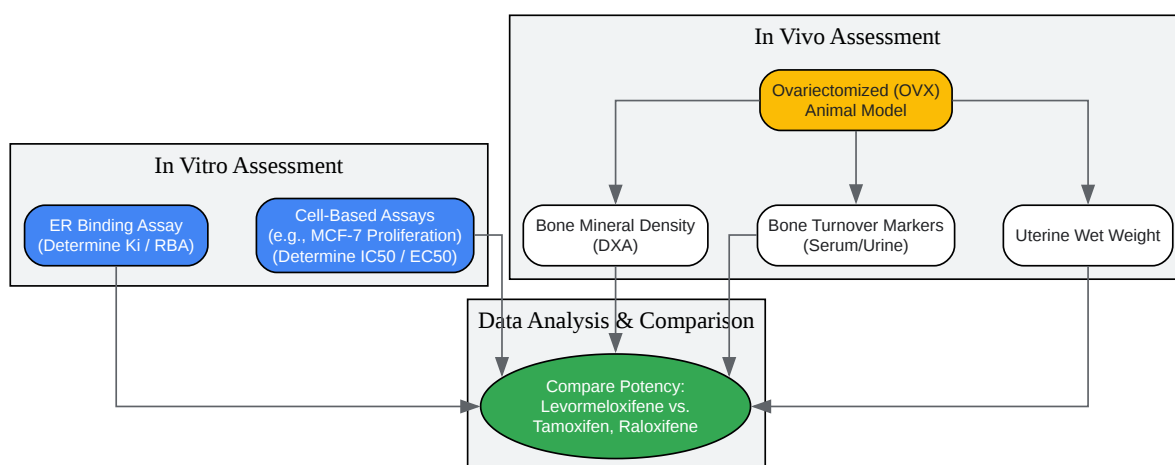 In Vivo Assessment
Ovariectomized (OVX)
Animal Model
In Vitro Assessment
ER Binding Assay
(Determine Ki / RBA)
Cell-Based Assays
(e.g., MCF-7 Proliferation)
(Determine IC50 / EC50)
Bone Mineral Density
(DXA)
Bone Turnover Markers
(Serum/Urine)
Uterine Wet Weight
Data Analysis & Comparison
Compare Potency:
Levormeloxifene vs.
Tamoxifen, Raloxifene